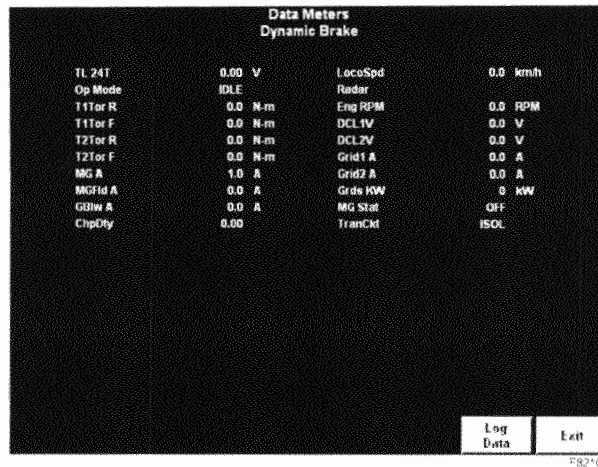 Data Meters
Dynamic Brake
TL 24T 0.00 V LocoSpd 0.0 km/h
Op Mode IDLE Radar
T1Tor R 0.0 N-m Eng RPM 0.0 RPM
T1Tor F 0.0 N-m DCL1V 0.0 V
T2Tor R 0.0 N-m DCL2V 0.0 V
T2Tor F 0.0 N-m Grid1 A 0.0 A
MG A 1.0 A Grid2 A 0.0 A
MGFld A 0.0 A Grds KW 0 kW
GBlw A 0.0 A MG Stat OFF
ChpDty 0.00 TranCkt ISOL
Log
Data
Exit